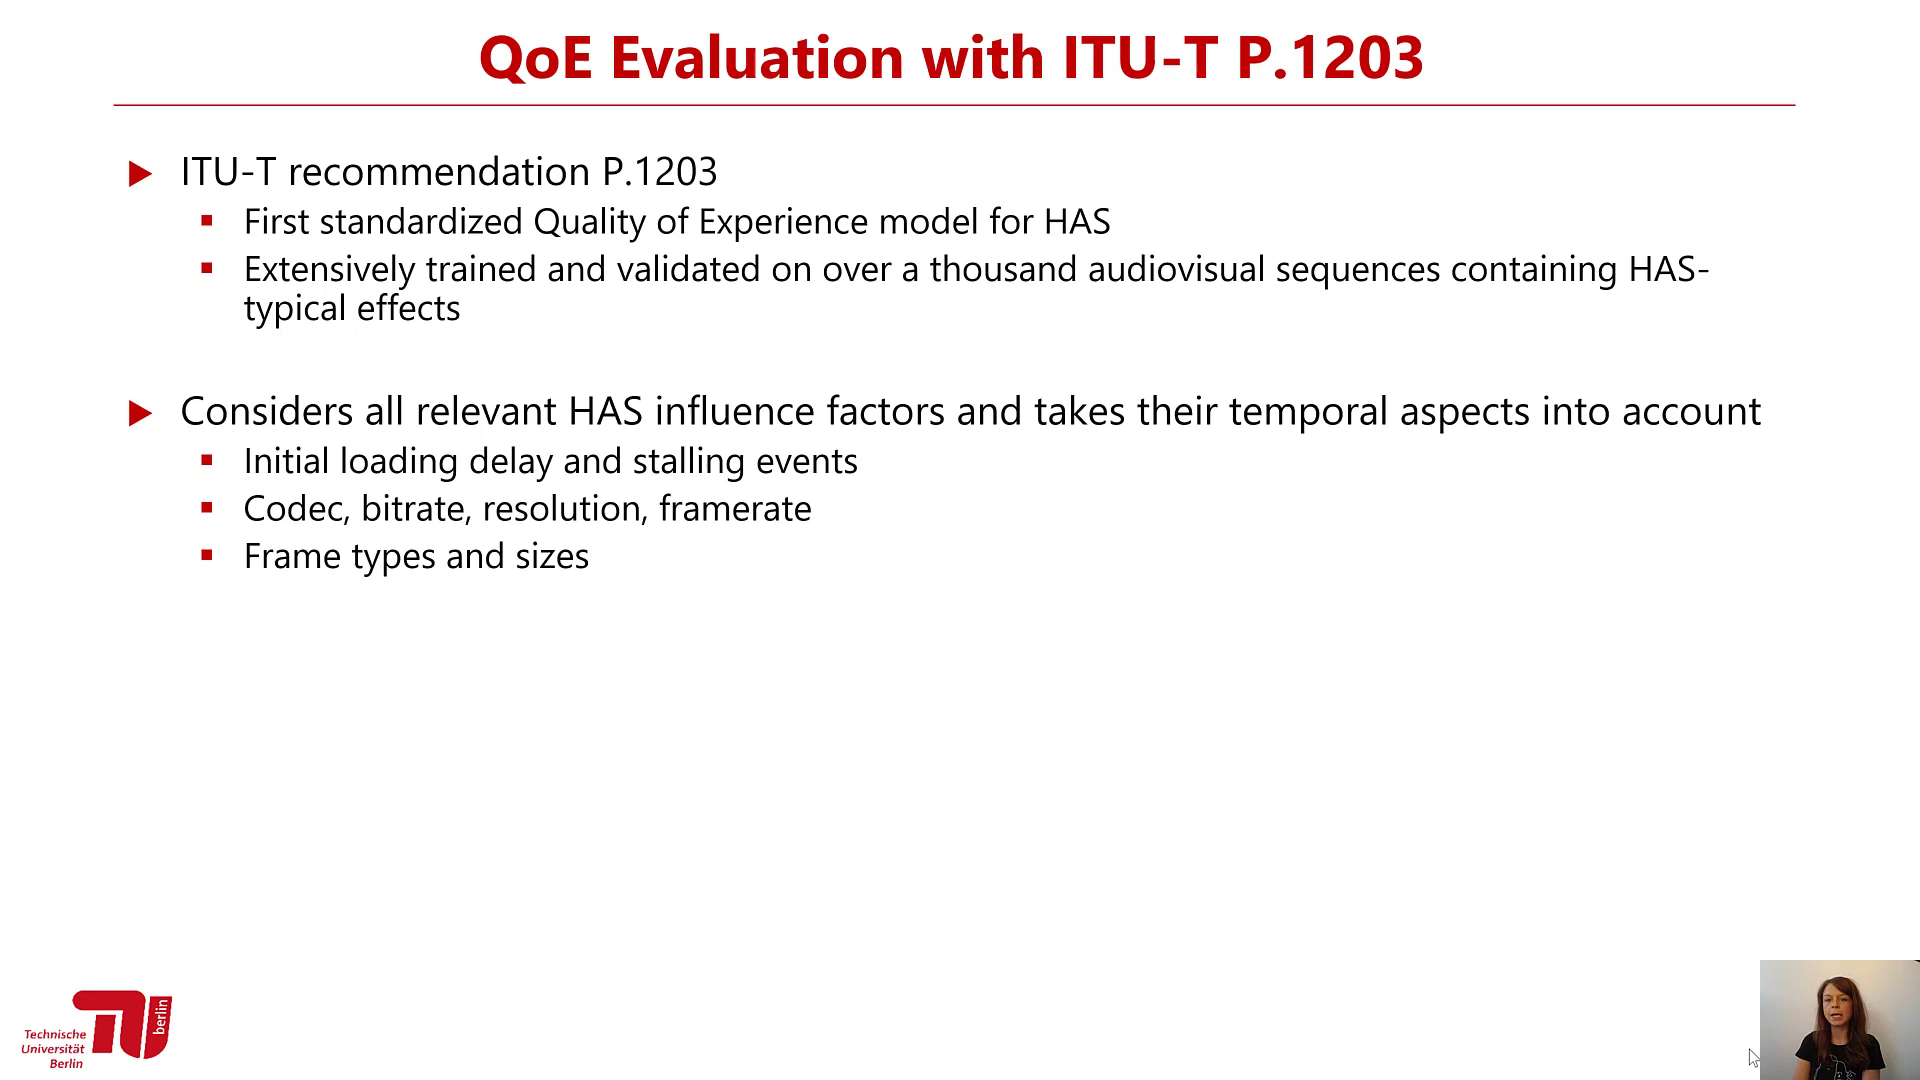 QoE Evaluation with ITU-T P.1203
ITU-T recommendation P.1203
First standardized Quality of Experience model for HAS
Extensively trained and validated on over a thousand audiovisual sequences containing HAS-
typical effects
Considers all relevant HAS influence factors and takes their temporal aspects into account
Initial loading delay and stalling events
Codec, bitrate, resolution, framerate
Frame types and sizes
berlin
Technische
Universität
Berlin